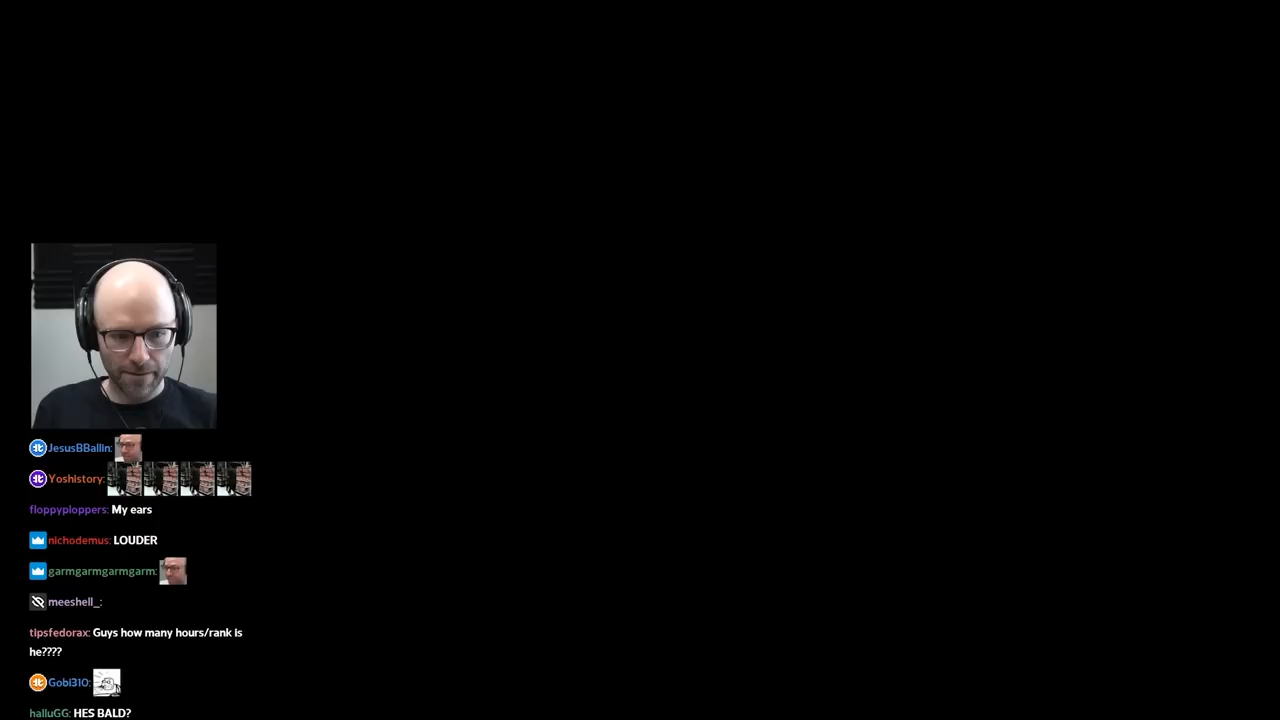 JesusBBallin:
Yoshistory:
floppyploppers: My ears
nichodemus: LOUDER
garmgarmgarmgarm:
meeshell_:
tipsfedorax: Guys how many hours/rank is
he????
Gobl310:
halluGG: HES BALD?